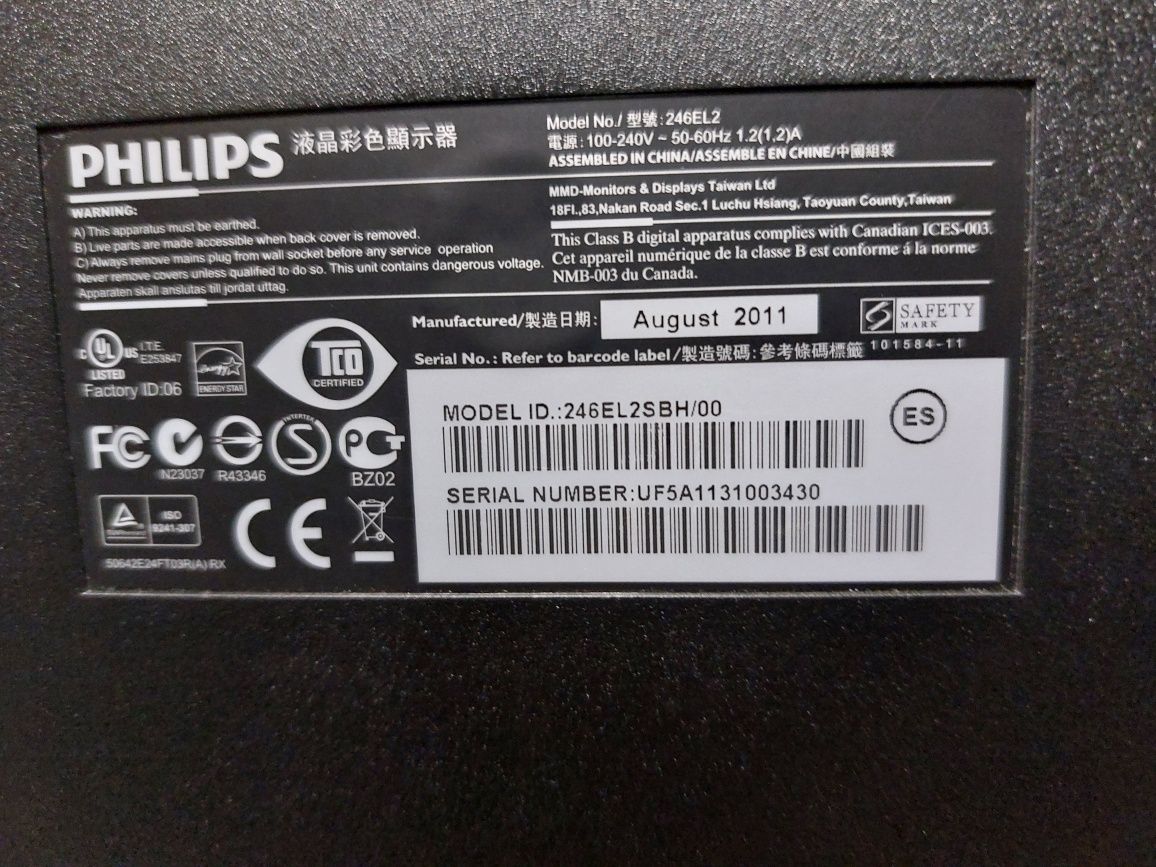 PHILIPS 液晶彩色顯示器
Model No./ 型號:246EL2
電源:100-240V ~ 50-60Hz 1.2(1,2)A
ASSEMBLED IN CHINA/ASSEMBLÉ EN CHINE/中國組裝
MMD-Monitors & Displays Taiwan Ltd
18Fl.,83,Nakan Road Sec.1 Luchu Hsiang, Taoyuan County,Taiwan
This Class B digital apparatus complies with Canadian ICES-003.
Cet appareil numérique de la classe B est conforme á la norme
NMB-003 du Canada.
WARNING:
A) This apparatus must be earthed.
B) Live parts are made accessible when back cover is removed.
C) Always remove mains plug from wall socket before any service operation
Never remove covers unless qualified to do so. This unit contains dangerous voltage.
Apparaten skall anslutas till jordat uttag.
Manufactured/製造日期: August 2011
SAFETY
MARK
101584-11
Serial No.: Refer to barcode label/製造號碼:參考條碼標籤
C UL US
LISTED
I.T.E.
E253847
Factory ID:06
ENERGY STAR
TCO
CERTIFIED
FC
N23037
R43346
INTERTEK
S
PCT
BZ02
ISO
9241-307
CE
50642E24FT03R(A) RX
MODEL ID.:246EL2SBH/00
ES
SERIAL NUMBER:UF5A1131003430